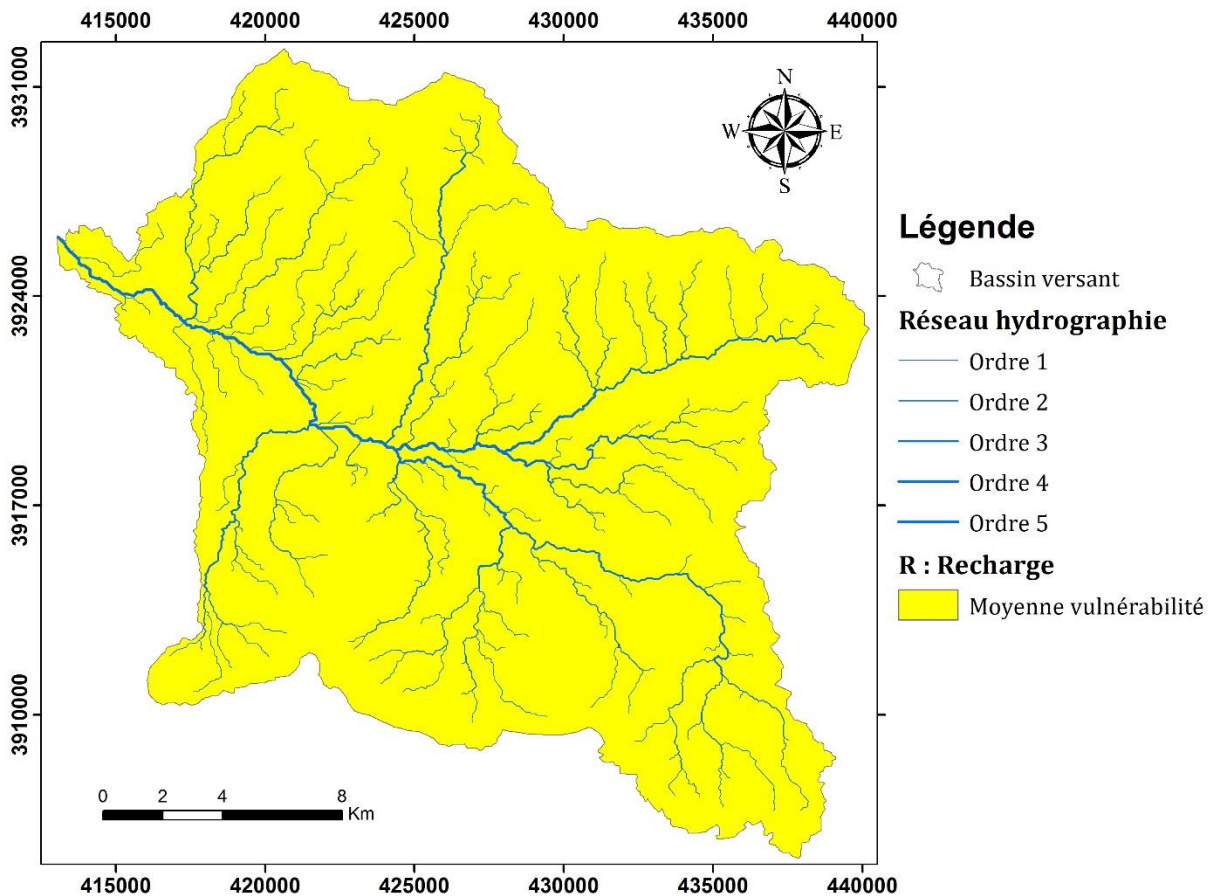 415000 420000 425000 430000 435000 440000
3931000
3924000
3917000
3910000
N
W E
S
Légende
Bassin versant
Réseau hydrographie
Ordre 1
Ordre 2
Ordre 3
Ordre 4
Ordre 5
R : Recharge
Moyenne vulnérabilité
0 2 4 8
Km
415000 420000 425000 430000 435000 440000